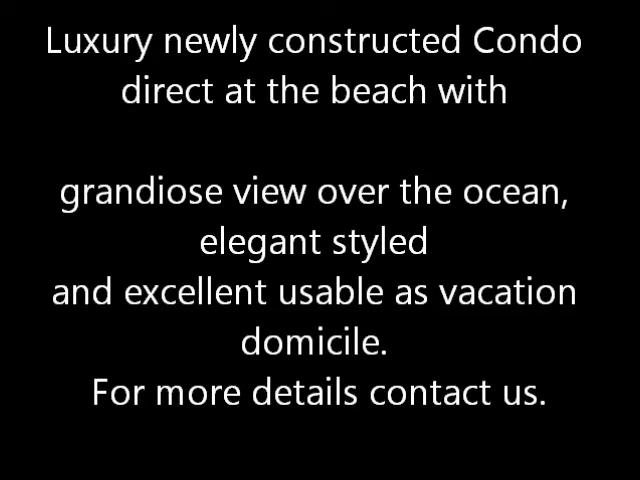 Luxury newly constructed Condo
direct at the beach with
grandiose view over the ocean,
elegant styled
and excellent usable as vacation
domicile.
For more details contact us.